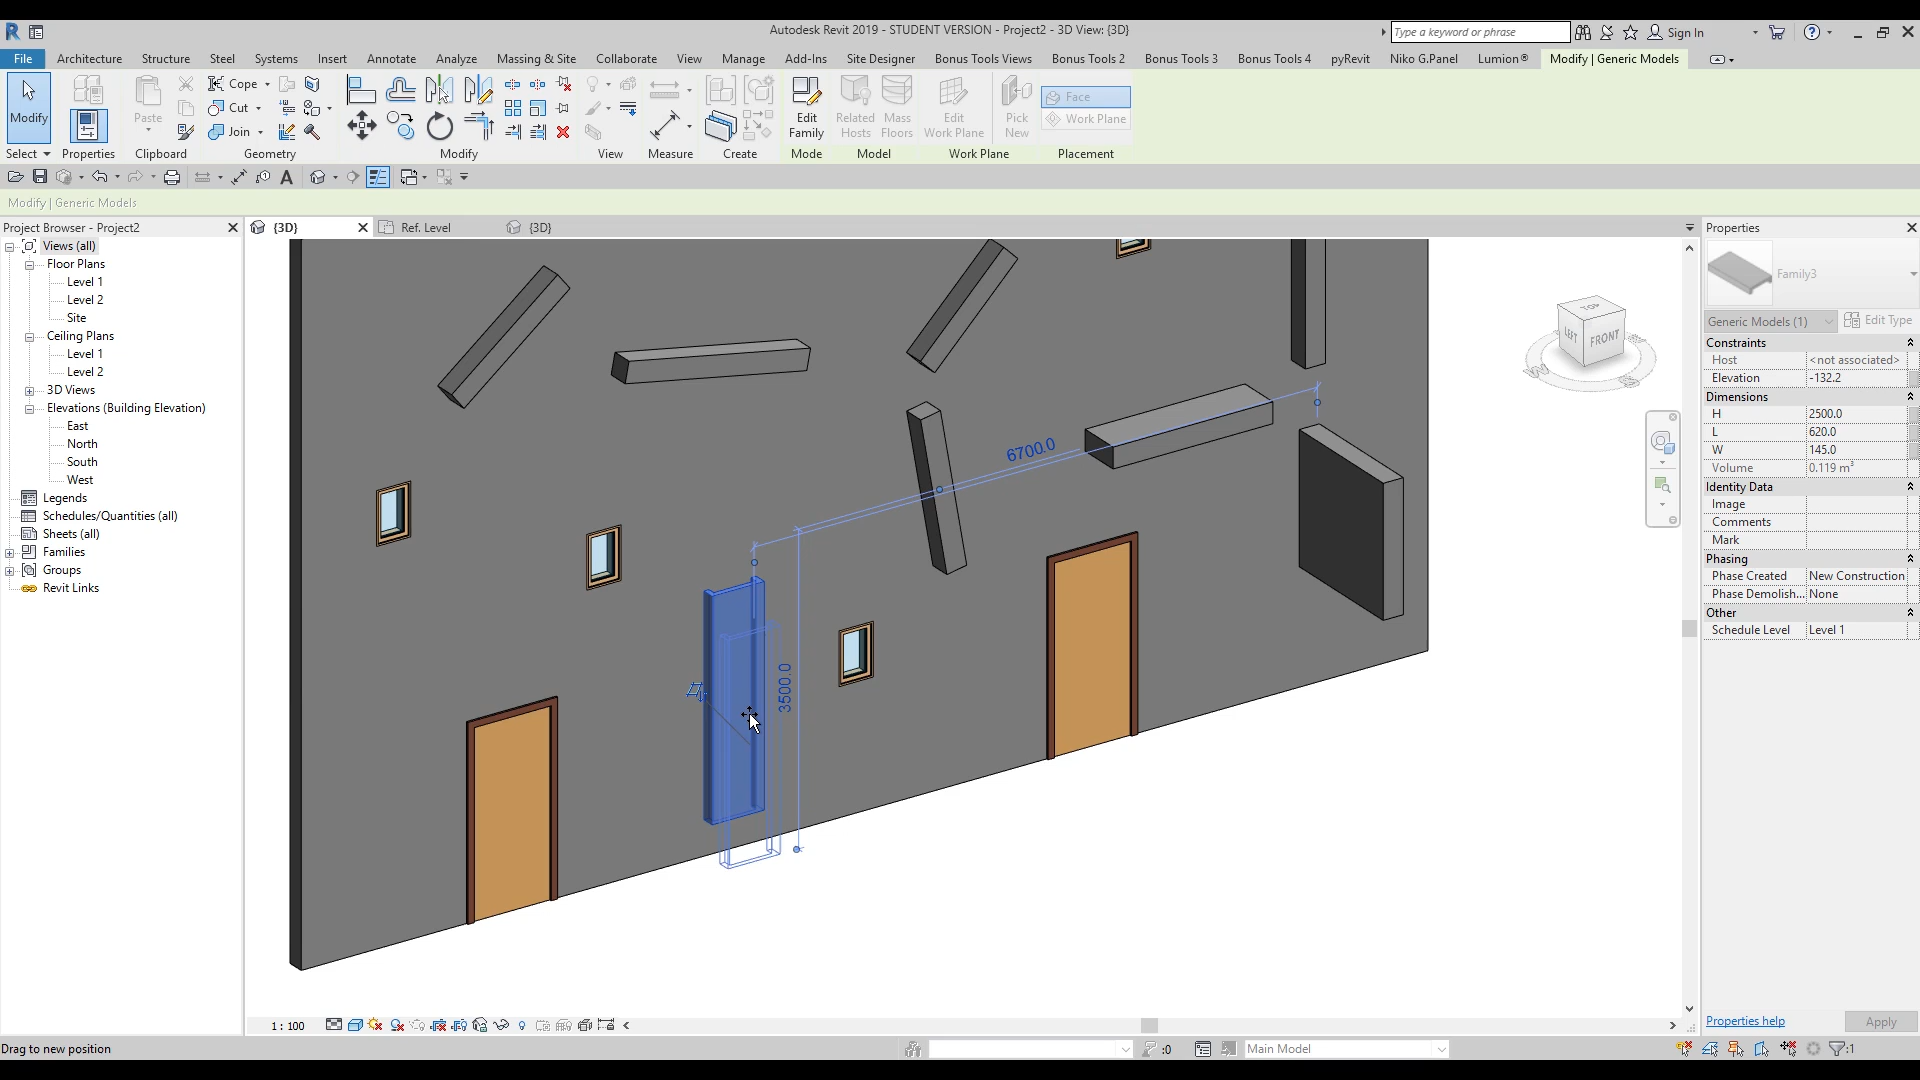 Autodesk Revit 2019 - STUDENT VERSION - Project2 - 3D View: {3D}
Type a keyword or phrase
Sign In
File Architecture Structure Steel Systems Insert Annotate Analyze Massing & Site Collaborate View Manage Add-Ins Site Designer Bonus Tools Views Bonus Tools 2 Bonus Tools 3 Bonus Tools 4 pyRevit Niko G.Panel Lumion® Modify | Generic Models
Cope
Face
Cut
Modify
Paste
Edit Family
Related Hosts
Mass Floors
Edit Work Plane
Pick New
Work Plane
Join
Select Properties Clipboard Geometry Modify View Measure Create Mode Model Work Plane Placement
Modify | Generic Models
Project Browser - Project2
{3D}
Ref. Level
{3D}
Properties
Views (all)
Floor Plans
Level 1
Level 2
Site
Ceiling Plans
Level 1
Level 2
3D Views
Elevations (Building Elevation)
East
North
South
West
Legends
Schedules/Quantities (all)
Sheets (all)
Families
Groups
Revit Links
6700.0
3500.0
TOP
LEFT
FRONT
W
S
Family3
Generic Models (1)
Edit Type
Constraints
Host <not associated>
Elevation -132.2
Dimensions
H 2500.0
L 620.0
W 145.0
Volume 0.119 m³
Identity Data
Image
Comments
Mark
Phasing
Phase Created New Construction
Phase Demolish... None
Other
Schedule Level Level 1
Properties help
Apply
1 : 100
Drag to new position
:0
Main Model
:1